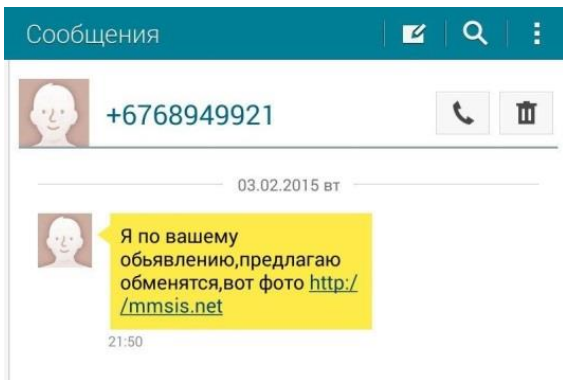 Сообщения
+6768949921
03.02.2015 вт
Я по вашему
обьявлению,предлагаю
обменятся,вот фото http:/
/mmsis.net
21:50